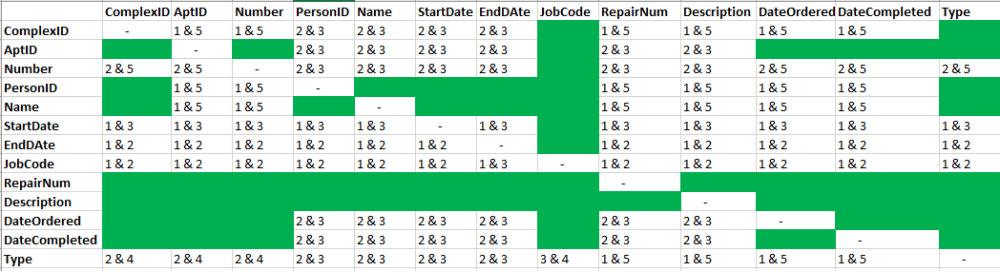 ComplexID AptID Number PersonID Name StartDate EndDAte JobCode RepairNum Description DateOrdered DateCompleted Type
ComplexID - 1 & 5 1 & 5 2 & 3 2 & 3 2 & 3 2 & 3 1 & 5 1 & 5 1 & 5 1 & 5
AptID - 2 & 3 2 & 3 2 & 3 2 & 3 2 & 3 2 & 3
Number 2 & 5 2 & 5 - 2 & 3 2 & 3 2 & 3 2 & 3 2 & 3 2 & 3 2 & 5 2 & 5 2 & 5
PersonID 1 & 5 1 & 5 - 1 & 5 1 & 5 1 & 5 1 & 5
Name 1 & 5 1 & 5 - 1 & 5 1 & 5 1 & 5 1 & 5
StartDate 1 & 3 1 & 3 1 & 3 1 & 3 1 & 3 - 1 & 3 1 & 3 1 & 3 1 & 3 1 & 3 1 & 3
EndDAte 1 & 2 1 & 2 1 & 2 1 & 2 1 & 2 1 & 2 - 1 & 2 1 & 2 1 & 2 1 & 2 1 & 2
JobCode 1 & 2 1 & 2 1 & 2 1 & 2 1 & 2 1 & 2 1 & 3 - 1 & 2 1 & 2 1 & 2 1 & 2 1 & 2
RepairNum -
Description -
DateOrdered 2 & 3 2 & 3 2 & 3 2 & 3 2 & 3 2 & 3 -
DateCompleted 2 & 3 2 & 3 2 & 3 2 & 3 2 & 3 2 & 3 -
Type 2 & 4 2 & 4 2 & 4 2 & 3 2 & 3 2 & 3 2 & 3 3 & 4 1 & 5 1 & 5 1 & 5 1 & 5 -